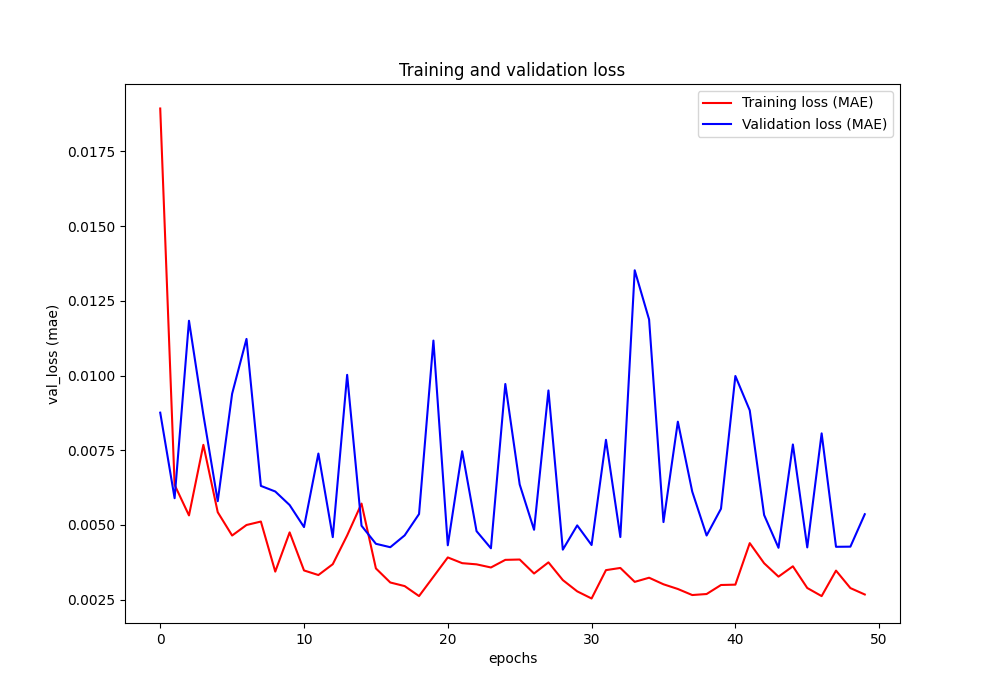 Training and validation loss
Training loss (MAE)
Validation loss (MAE)
val_loss (mae)
0.0175
0.0150
0.0125
0.0100
0.0075
0.0050
0.0025
0 10 20 30 40 50
epochs